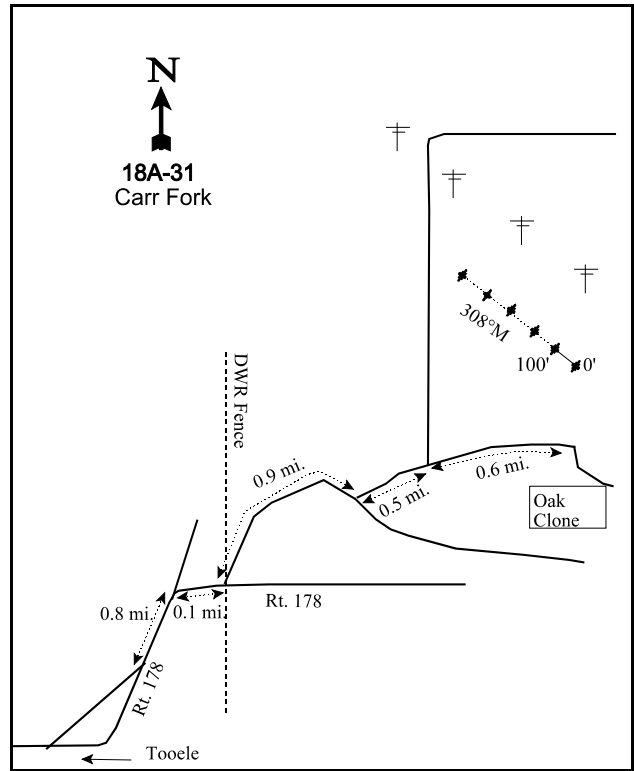 N
18A-31
Carr Fork
308°M
100'
0'
DWR Fence
0.9 mi.
0.5 mi.
0.6 mi.
Oak
Clone
0.8 mi.
0.1 mi.
Rt. 178
Rt. 178
Tooele